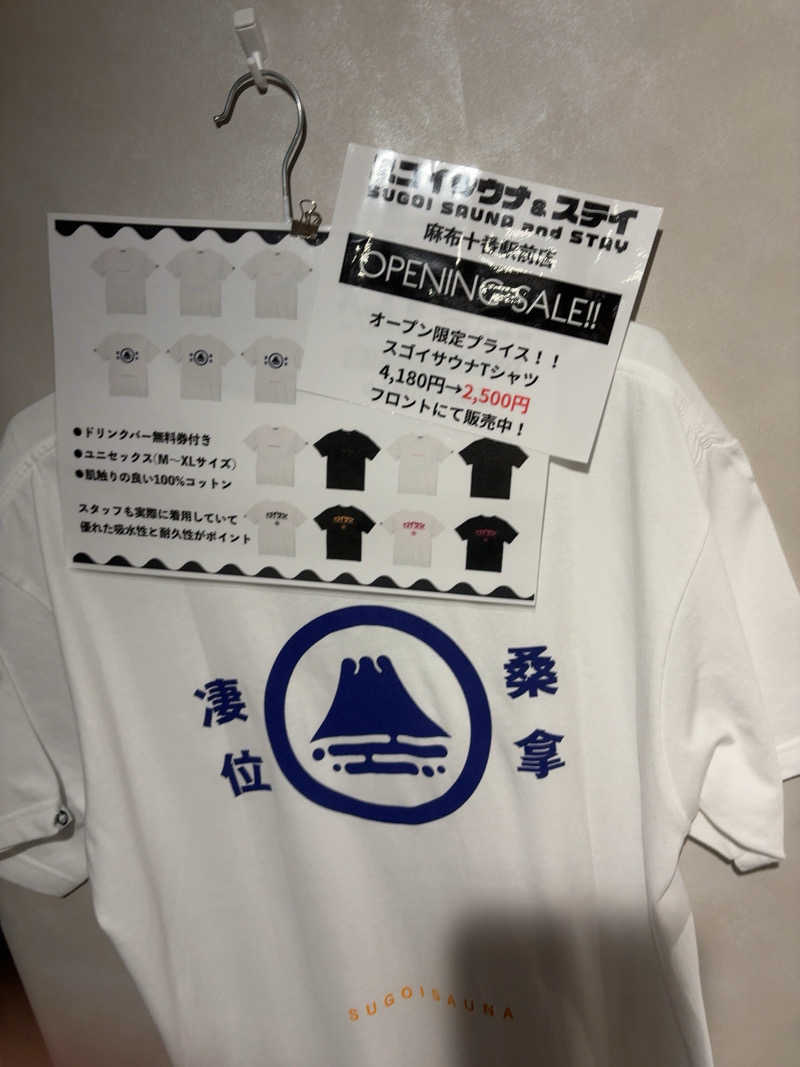 スゴイサウナ&ステイ
SUGOI SAUNA and STAY
麻布十番駅前店
OPENING SALE!!
オープン限定プライス！！
スゴイサウナTシャツ
4,180円→2,500円
フロントにて販売中！
●ドリンクバー無料券付き
●ユニセックス(M〜XLサイズ)
●肌触りの良い100%コットン
スタッフも実際に着用していて
優れた吸水性と耐久性がポイント
凄位
桑拿
SUGOISAUNA